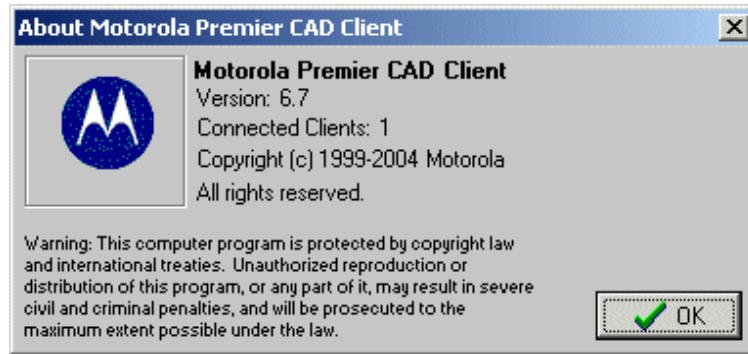 About Motorola Premier CAD Client
Motorola Premier CAD Client
Version: 6.7
Connected Clients: 1
Copyright (c) 1999-2004 Motorola
All rights reserved.
Warning: This computer program is protected by copyright law
and international treaties. Unauthorized reproduction or
distribution of this program, or any part of it, may result in severe
civil and criminal penalties, and will be prosecuted to the
maximum extent possible under the law.
OK